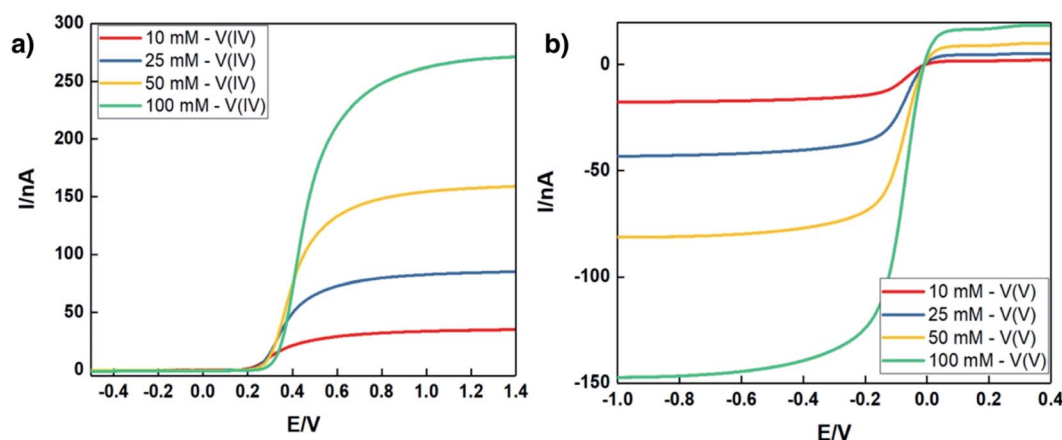 a)
I/nA
300
250
200
150
100
50
0
10 mM - V(IV)
25 mM - V(IV)
50 mM - V(IV)
100 mM - V(IV)
-0.4 -0.2 0.0 0.2 0.4 0.6 0.8 1.0 1.2 1.4
E/V
b)
I/nA
0
-50
-100
-150
10 mM - V(V)
25 mM - V(V)
50 mM - V(V)
100 mM - V(V)
-1.0 -0.8 -0.6 -0.4 -0.2 0.0 0.2 0.4
E/V